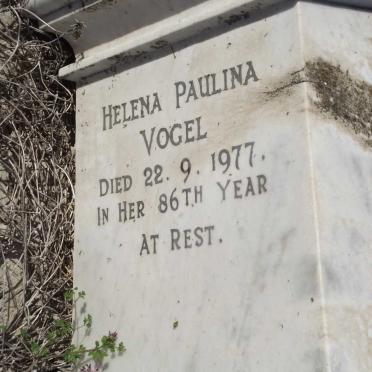 HELENA PAULINA
VOGEL
DIED 22.9.1977.
IN HER 86TH YEAR
AT REST.